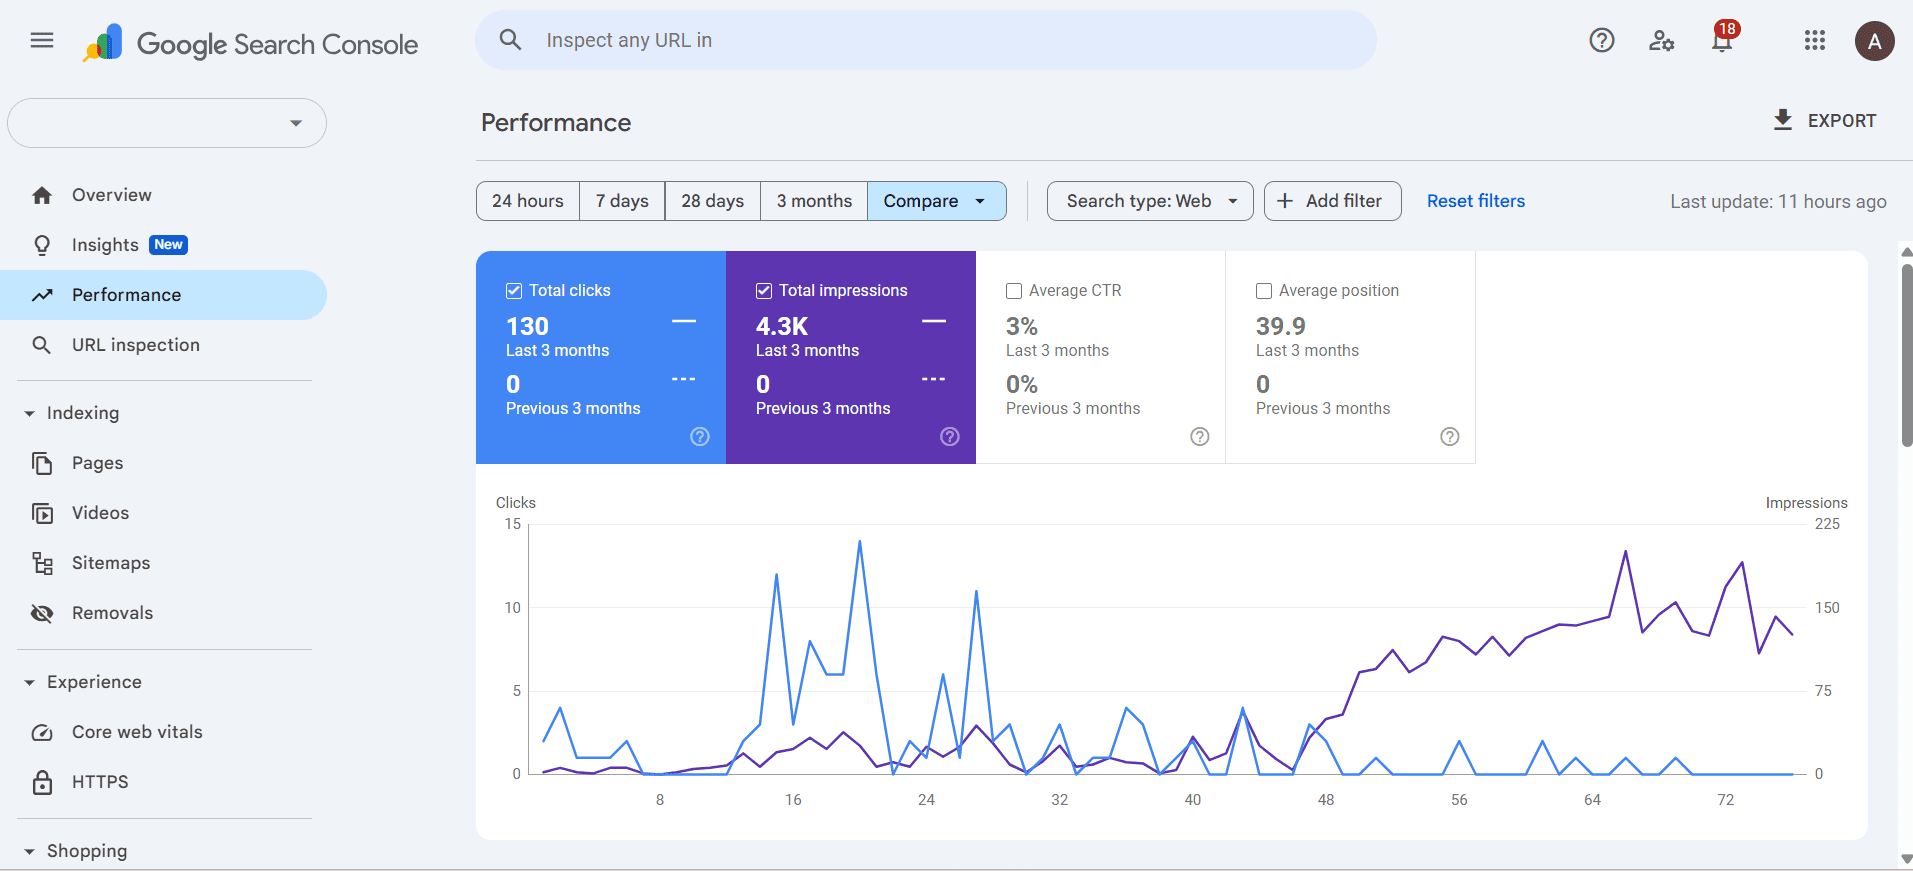 Google Search Console
Inspect any URL in
18
A
Performance
EXPORT
24 hours
7 days
28 days
3 months
Compare
Search type: Web
Add filter
Reset filters
Last update: 11 hours ago
Overview
Insights New
Performance
URL inspection
Indexing
Pages
Videos
Sitemaps
Removals
Experience
Core web vitals
HTTPS
Shopping
Total clicks
130
Last 3 months
0
Previous 3 months
Total impressions
4.3K
Last 3 months
0
Previous 3 months
Average CTR
3%
Last 3 months
0%
Previous 3 months
Average position
39.9
Last 3 months
0
Previous 3 months
Clicks
Impressions
15
10
5
0
225
150
75
0
8 16 24 32 40 48 56 64 72